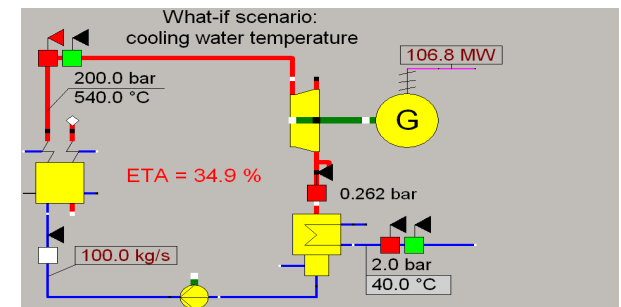 What-if scenario:
cooling water temperature
106.8 MW
200.0 bar
540.0 °C
G
ETA = 34.9 %
0.262 bar
100.0 kg/s
2.0 bar
40.0 °C